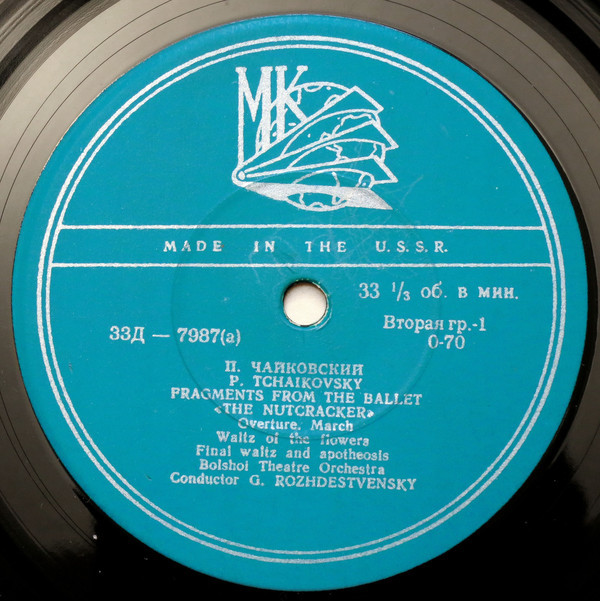 МК
MADE IN THE U.S.S.R.
33 1/3 об. в мин.
33Д — 7987(а)
Вторая гр.-1
0-70
П. ЧАЙКОВСКИЙ
P. TCHAIKOVSKY
FRAGMENTS FROM THE BALLET
«THE NUTCRACKER»
Overture. March
Waltz of the flowers
Final waltz and apotheosis
Bolshoi Theatre Orchestra
Conductor G. ROZHDESTVENSKY